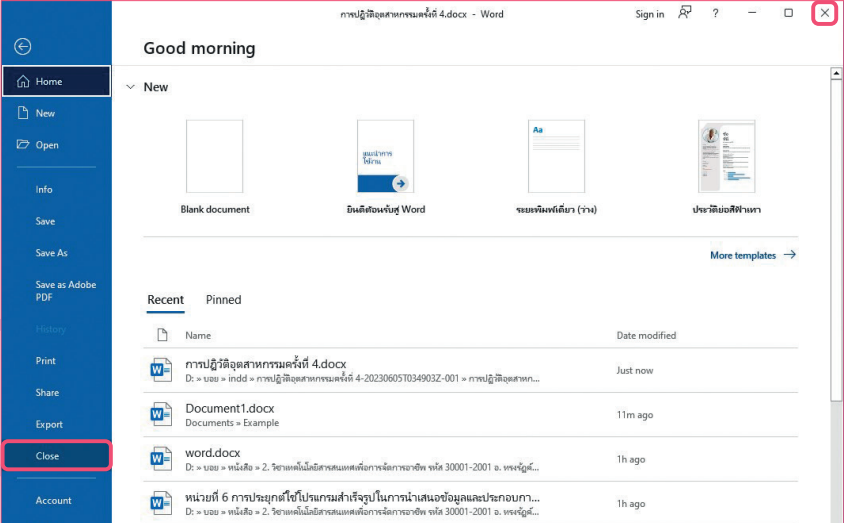 การปฏิวัติอุตสาหกรรมครั้งที่ 4.docx - Word
Sign in
?
Good morning
Home
New
Open
Info
Save
Save As
Save as Adobe
PDF
History
Print
Share
Export
Close
Account
New
Aa
แนะนำการ
ใช้งาน
Blank document
ยินดีต้อนรับสู่ Word
ระยะพิมพ์เดี่ยว (ว่าง)
ประวัติย่อสีฟ้าเทา
More templates
Recent
Pinned
Name
Date modified
การปฏิวัติอุตสาหกรรมครั้งที่ 4.docx
D: » บอย » indd » การปฏิวัติอุตสาหกรรมครั้งที่ 4-20230605T034903Z-001 » การปฏิวัติอุตสาหก...
Just now
Document1.docx
Documents » Example
11m ago
word.docx
D: » บอย » หนังสือ » 2. วิชาเทคโนโลยีสารสนเทศเพื่อการจัดการอาชีพ รหัส 30001-2001 อ. ทรงรัฏฐ์...
1h ago
หน่วยที่ 6 การประยุกต์ใช้โปรแกรมสำเร็จรูปในการนำเสนอข้อมูลและประกอบกา...
D: » บอย » หนังสือ » 2. วิชาเทคโนโลยีสารสนเทศเพื่อการจัดการอาชีพ รหัส 30001-2001 อ. ทรงรัฏฐ์...
1h ago